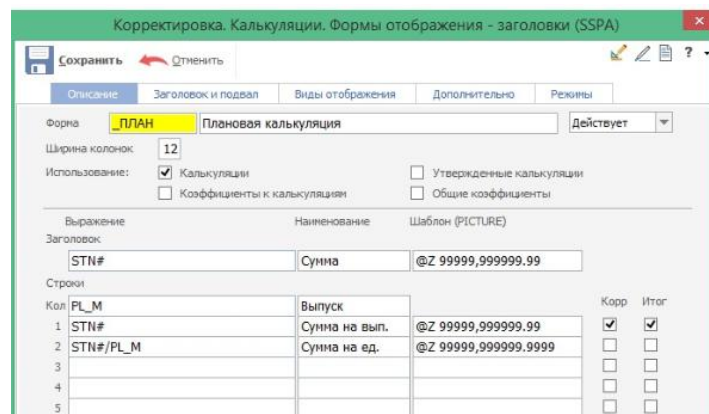 Корректировка. Калькуляции. Формы отображения - заголовки (SSPA)
Сохранить Отменить ?
Описание Заголовок и подвал Виды отображения Дополнительно Режимы
Форма _ПЛАН Плановая калькуляция Действует
Ширина колонок 12
Использование: Калькуляции Утвержденные калькуляции
Коэффициенты к калькуляциям Общие коэффициенты
Выражение Наименование Шаблон (PICTURE)
Заголовок
STN# Сумма @Z 99999,999999.99
Строки
Кол PL_M Выпуск Корр Итог
1 STN# Сумма на вып. @Z 99999,999999.99
2 STN#/PL_M Сумма на ед. @Z 99999,999999.9999
3
4
5